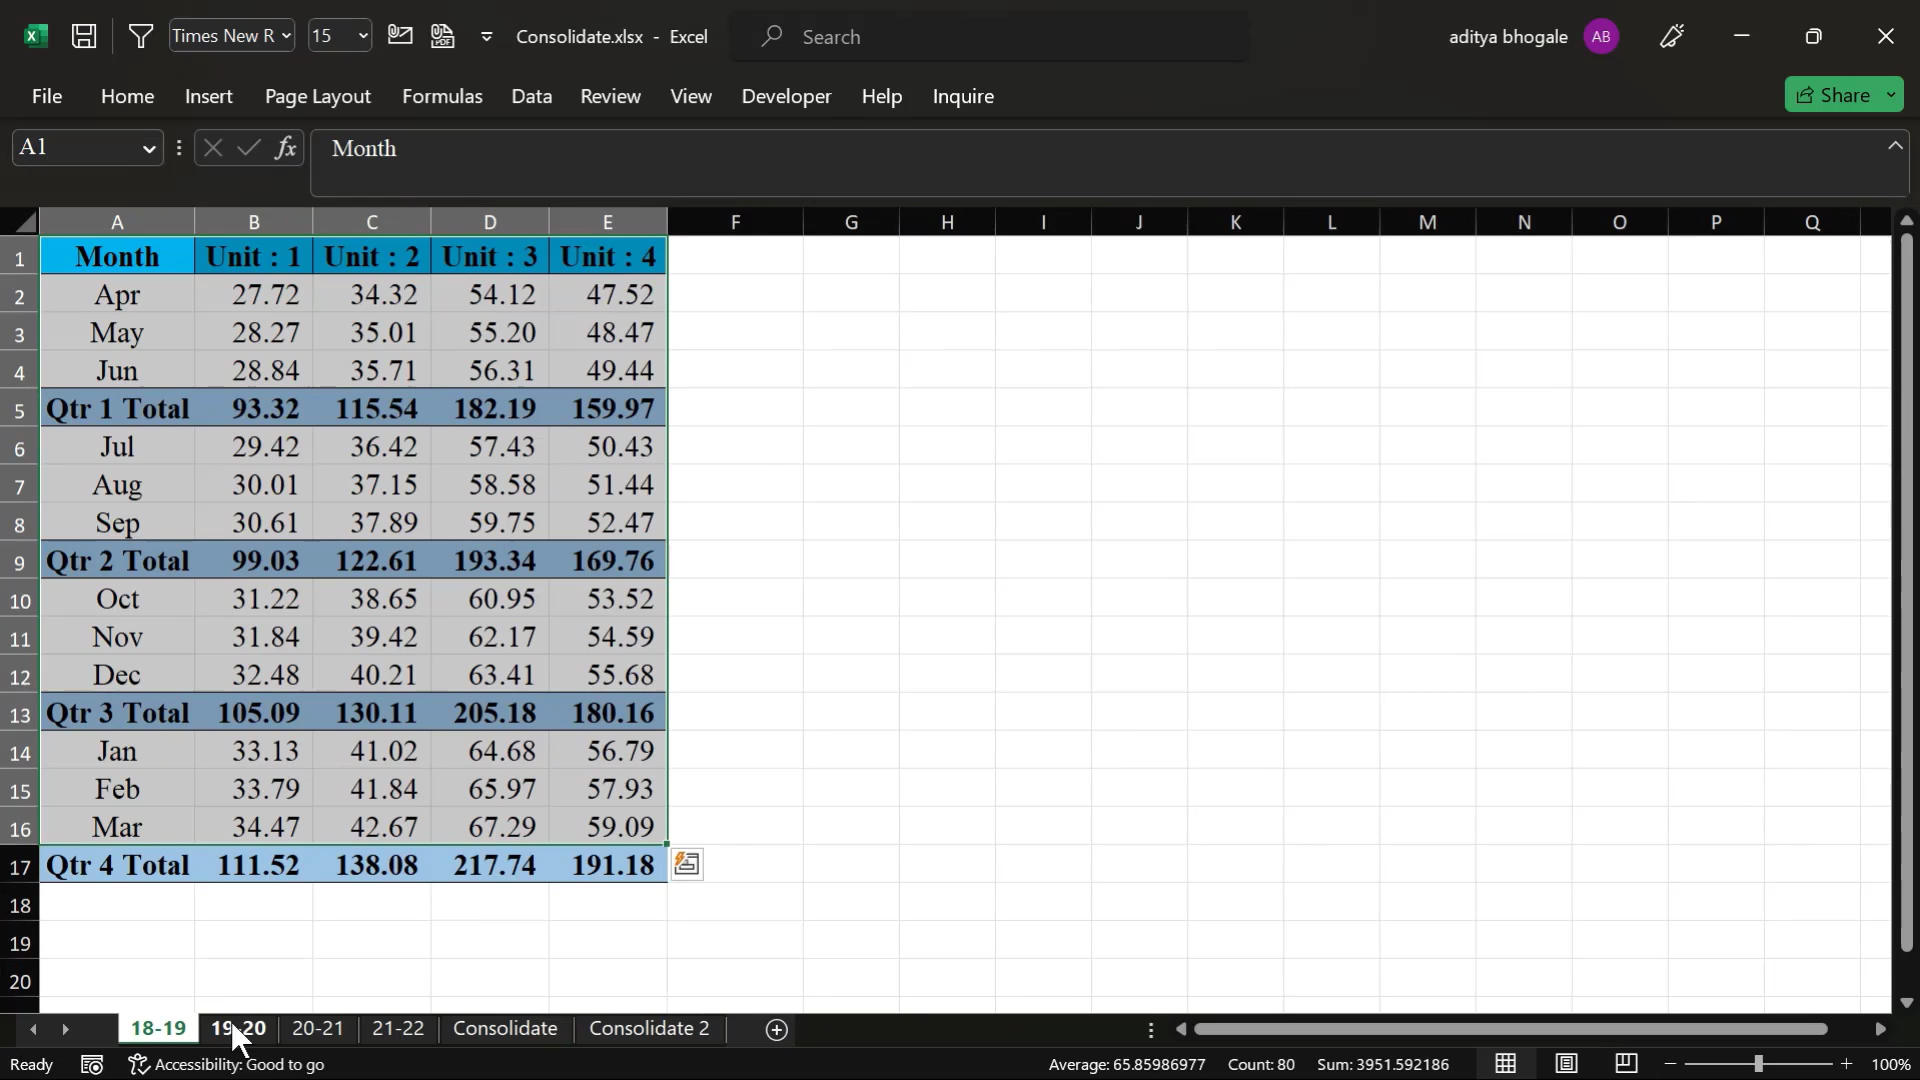 Times New R 15 Consolidate.xlsx - Excel Search aditya bhogale AB
File Home Insert Page Layout Formulas Data Review View Developer Help Inquire Share
A1 fx Month
A B C D E F G H I J K L M N O P Q
1 Month Unit : 1 Unit : 2 Unit : 3 Unit : 4
2 Apr 27.72 34.32 54.12 47.52
3 May 28.27 35.01 55.20 48.47
4 Jun 28.84 35.71 56.31 49.44
5 Qtr 1 Total 93.32 115.54 182.19 159.97
6 Jul 29.42 36.42 57.43 50.43
7 Aug 30.01 37.15 58.58 51.44
8 Sep 30.61 37.89 59.75 52.47
9 Qtr 2 Total 99.03 122.61 193.34 169.76
10 Oct 31.22 38.65 60.95 53.52
11 Nov 31.84 39.42 62.17 54.59
12 Dec 32.48 40.21 63.41 55.68
13 Qtr 3 Total 105.09 130.11 205.18 180.16
14 Jan 33.13 41.02 64.68 56.79
15 Feb 33.79 41.84 65.97 57.93
16 Mar 34.47 42.67 67.29 59.09
17 Qtr 4 Total 111.52 138.08 217.74 191.18
18
19
20
18-19 19-20 20-21 21-22 Consolidate Consolidate 2
Ready Accessibility: Good to go Average: 65.85986977 Count: 80 Sum: 3951.592186 100%